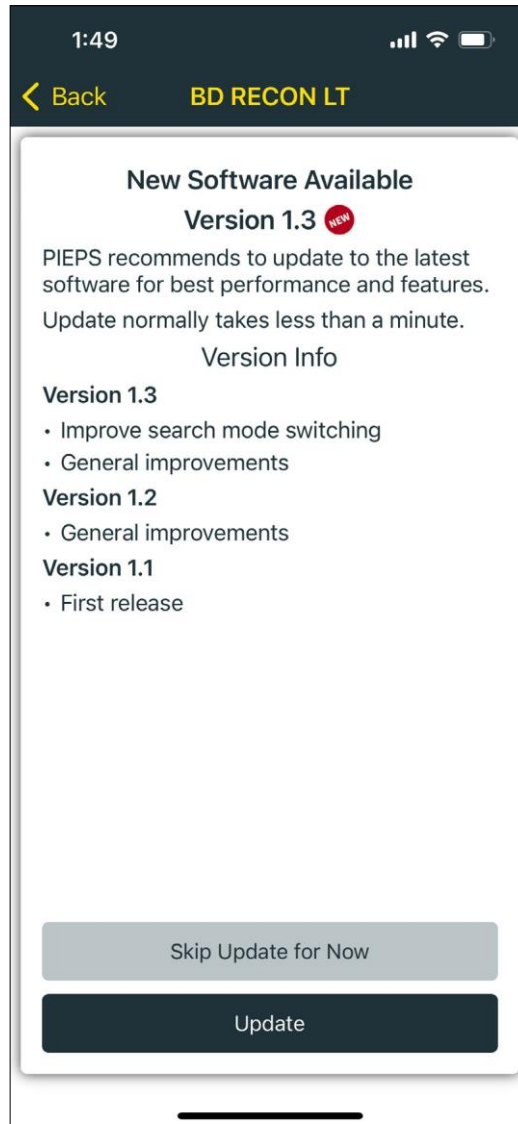 1:49
Back BD RECON LT
New Software Available
Version 1.3 NEW
PIEPS recommends to update to the latest
software for best performance and features.
Update normally takes less than a minute.
Version Info
Version 1.3
• Improve search mode switching
• General improvements
Version 1.2
• General improvements
Version 1.1
• First release
Skip Update for Now
Update